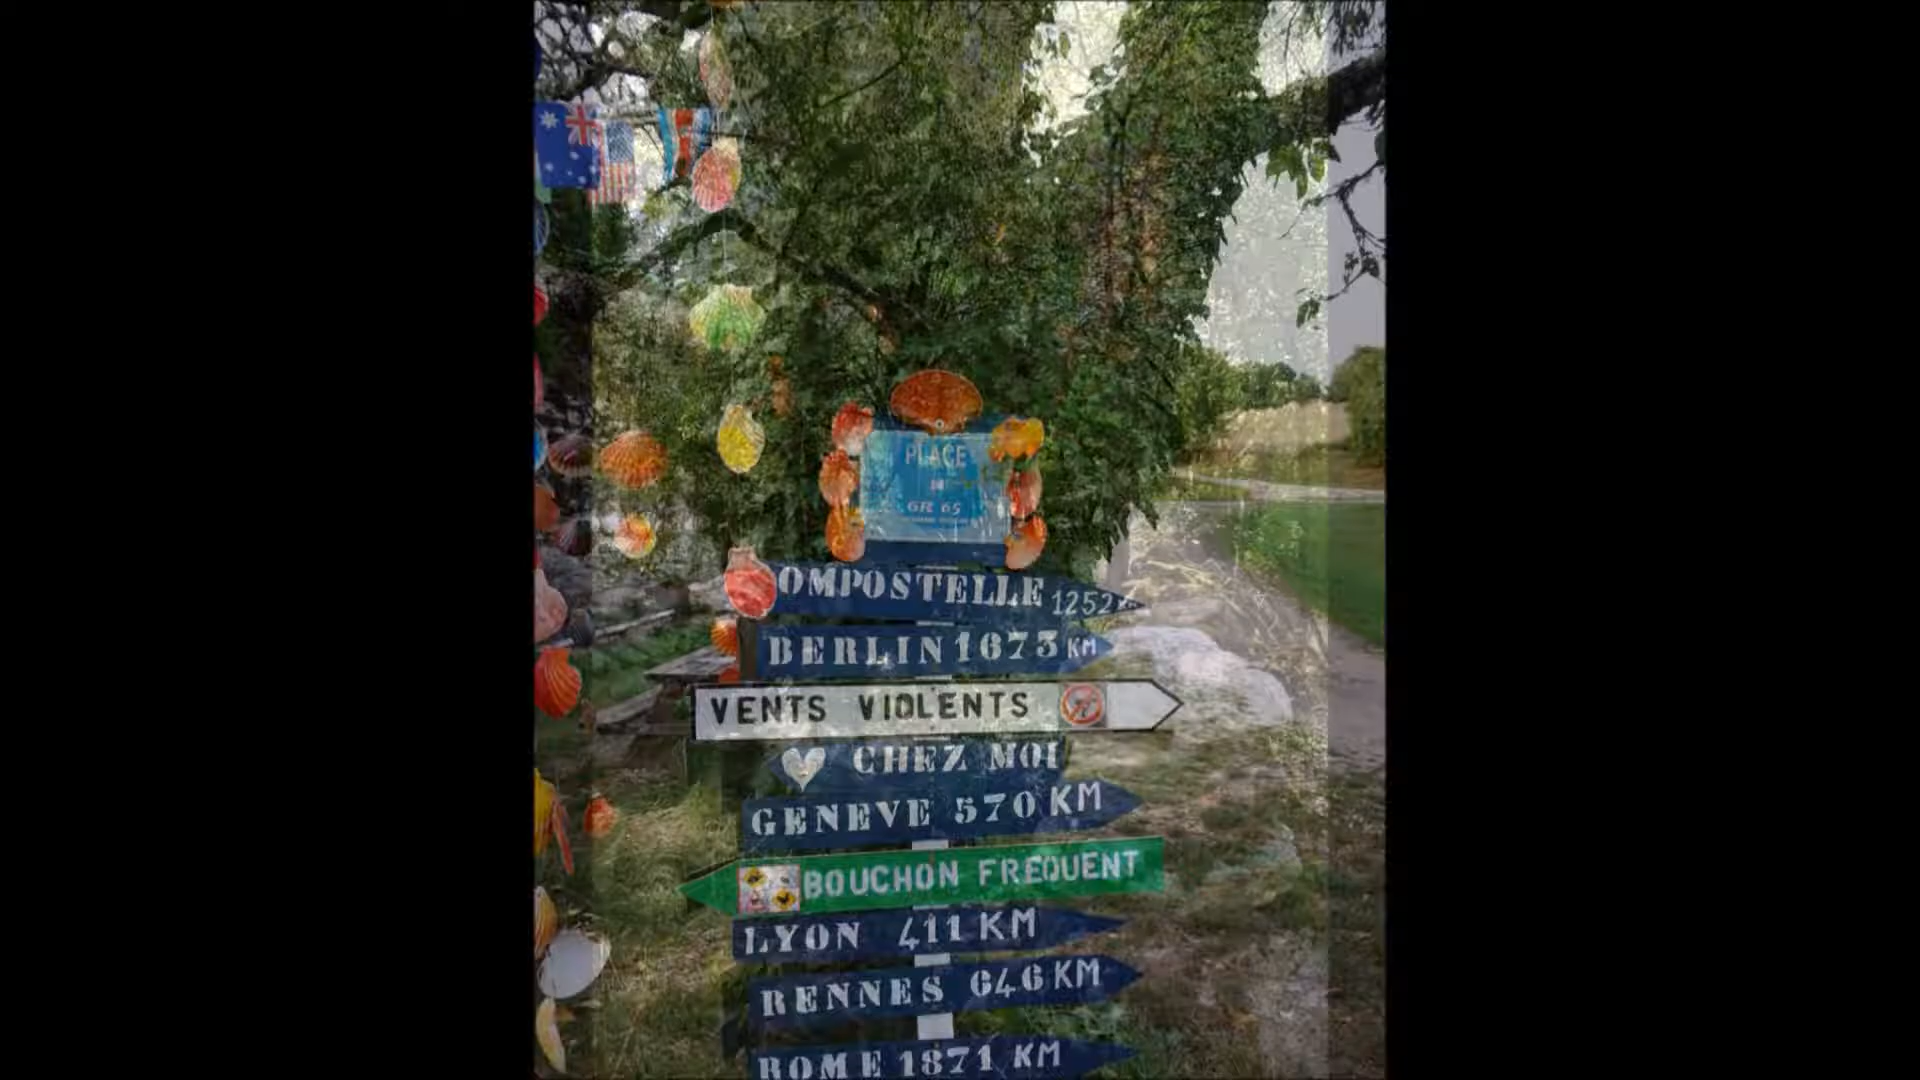 PLACE
GR 65
OMPOSTELLE 1252
BERLIN 1673 KM
VENTS VIOLENTS
CHEZ MOI
GENEVE 570 KM
BOUCHON FREQUENT
LYON 411 KM
RENNES 646 KM
ROME 1871 KM